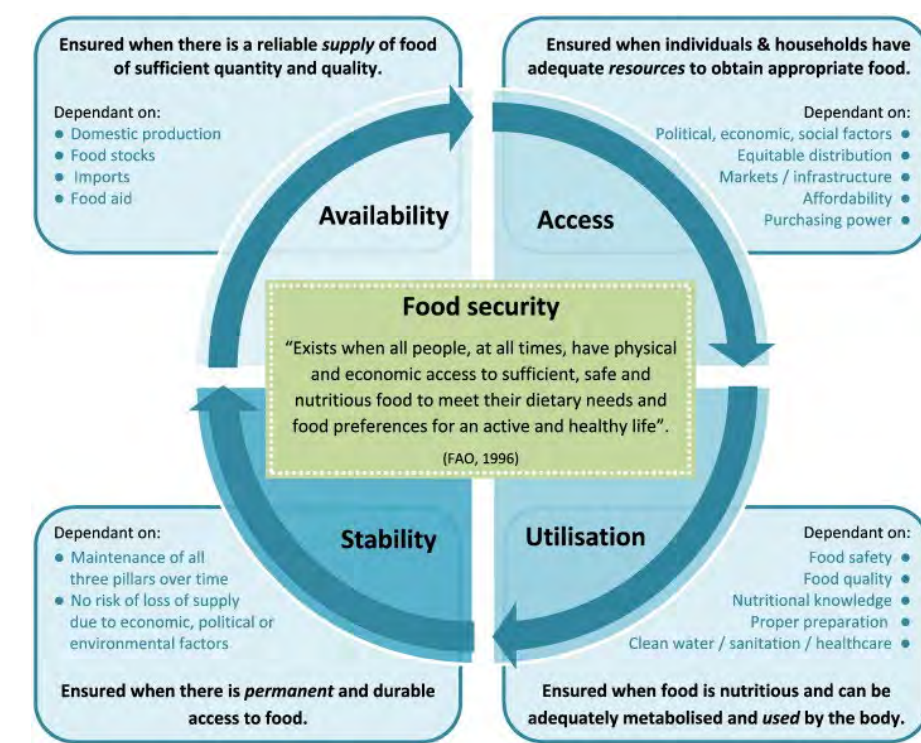 Ensured when there is a reliable supply of food
of sufficient quantity and quality.
Dependant on:
● Domestic production
● Food stocks
● Imports
● Food aid
Availability
Ensured when individuals & households have
adequate resources to obtain appropriate food.
Dependant on:
Political, economic, social factors ●
Equitable distribution ●
Markets / infrastructure ●
Affordability ●
Purchasing power ●
Access
Food security
“Exists when all people, at all times, have physical
and economic access to sufficient, safe and
nutritious food to meet their dietary needs and
food preferences for an active and healthy life”.
(FAO, 1996)
Stability
Dependant on:
● Maintenance of all
three pillars over time
● No risk of loss of supply
due to economic, political or
environmental factors
Ensured when there is permanent and durable
access to food.
Utilisation
Dependant on:
Food safety ●
Food quality ●
Nutritional knowledge ●
Proper preparation ●
Clean water / sanitation / healthcare ●
Ensured when food is nutritious and can be
adequately metabolised and used by the body.